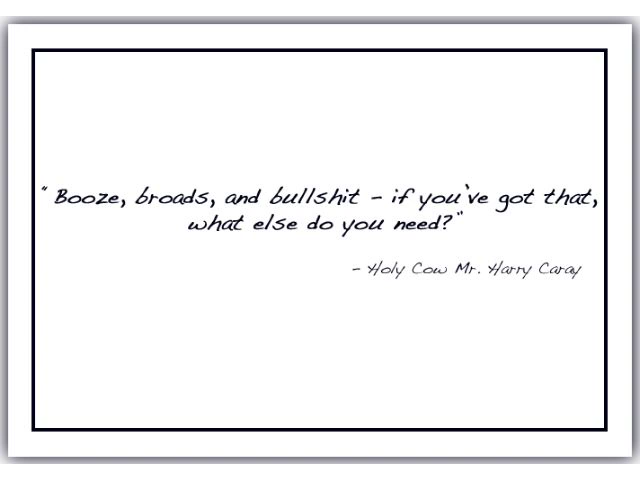 “ Booze, broads, and bullshit - if you've got that,
what else do you need?”
- Holy Cow Mr. Harry Caray